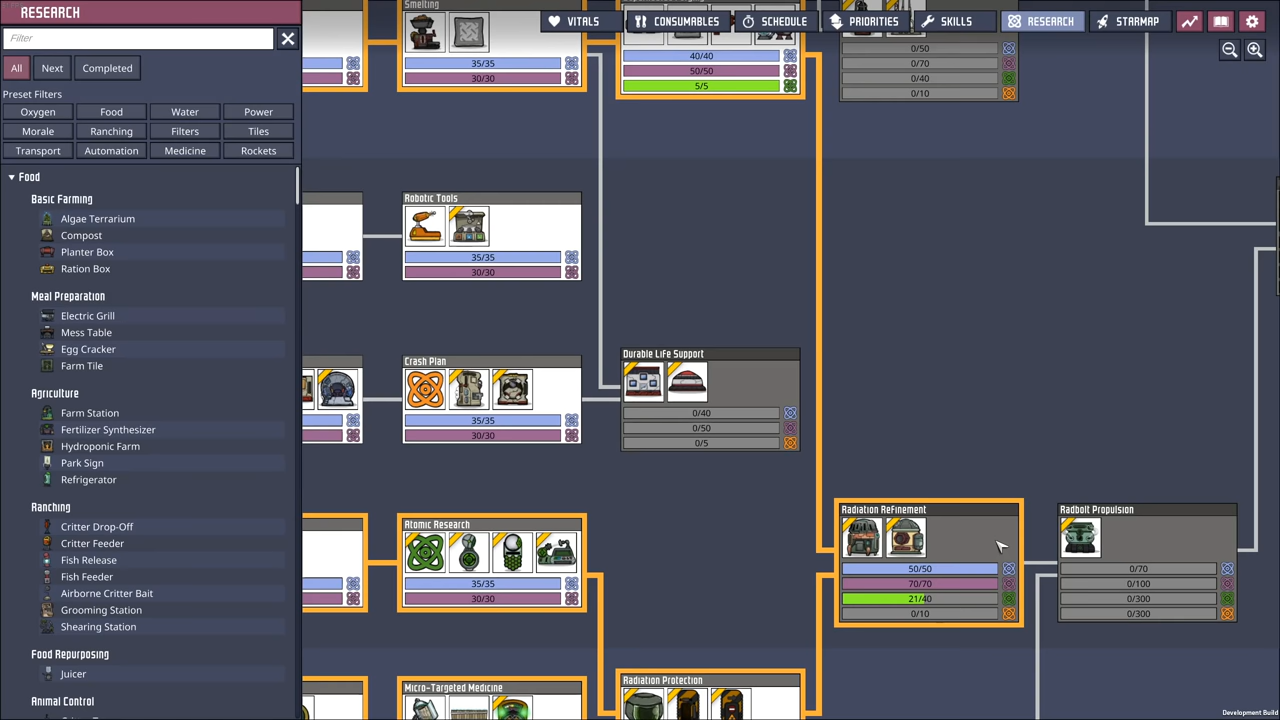 RESEARCH
Filter
All Next Completed
Preset Filters
Oxygen Food Water Power
Morale Ranching Filters Tiles
Transport Automation Medicine Rockets
Food
Basic Farming
Algae Terrarium
Compost
Planter Box
Ration Box
Meal Preparation
Electric Grill
Mess Table
Egg Cracker
Farm Tile
Agriculture
Farm Station
Fertilizer Synthesizer
Hydroponic Farm
Park Sign
Refrigerator
Ranching
Critter Drop-Off
Critter Feeder
Fish Release
Fish Feeder
Airborne Critter Bait
Grooming Station
Shearing Station
Food Repurposing
Juicer
Animal Control
VITALS CONSUMABLES SCHEDULE PRIORITIES SKILLS RESEARCH STARMAP
Smelting
35/35
30/30
40/40
50/50
5/5
0/50
0/70
0/40
0/10
Robotic Tools
35/35
30/30
Crash Plan
35/35
30/30
Durable Life Support
0/40
0/50
0/5
Atomic Research
35/35
30/30
Radiation Refinement
50/50
70/70
21/40
0/10
Radbolt Propulsion
0/70
0/100
0/300
0/300
Micro-Targeted Medicine
Radiation Protection
Development Build